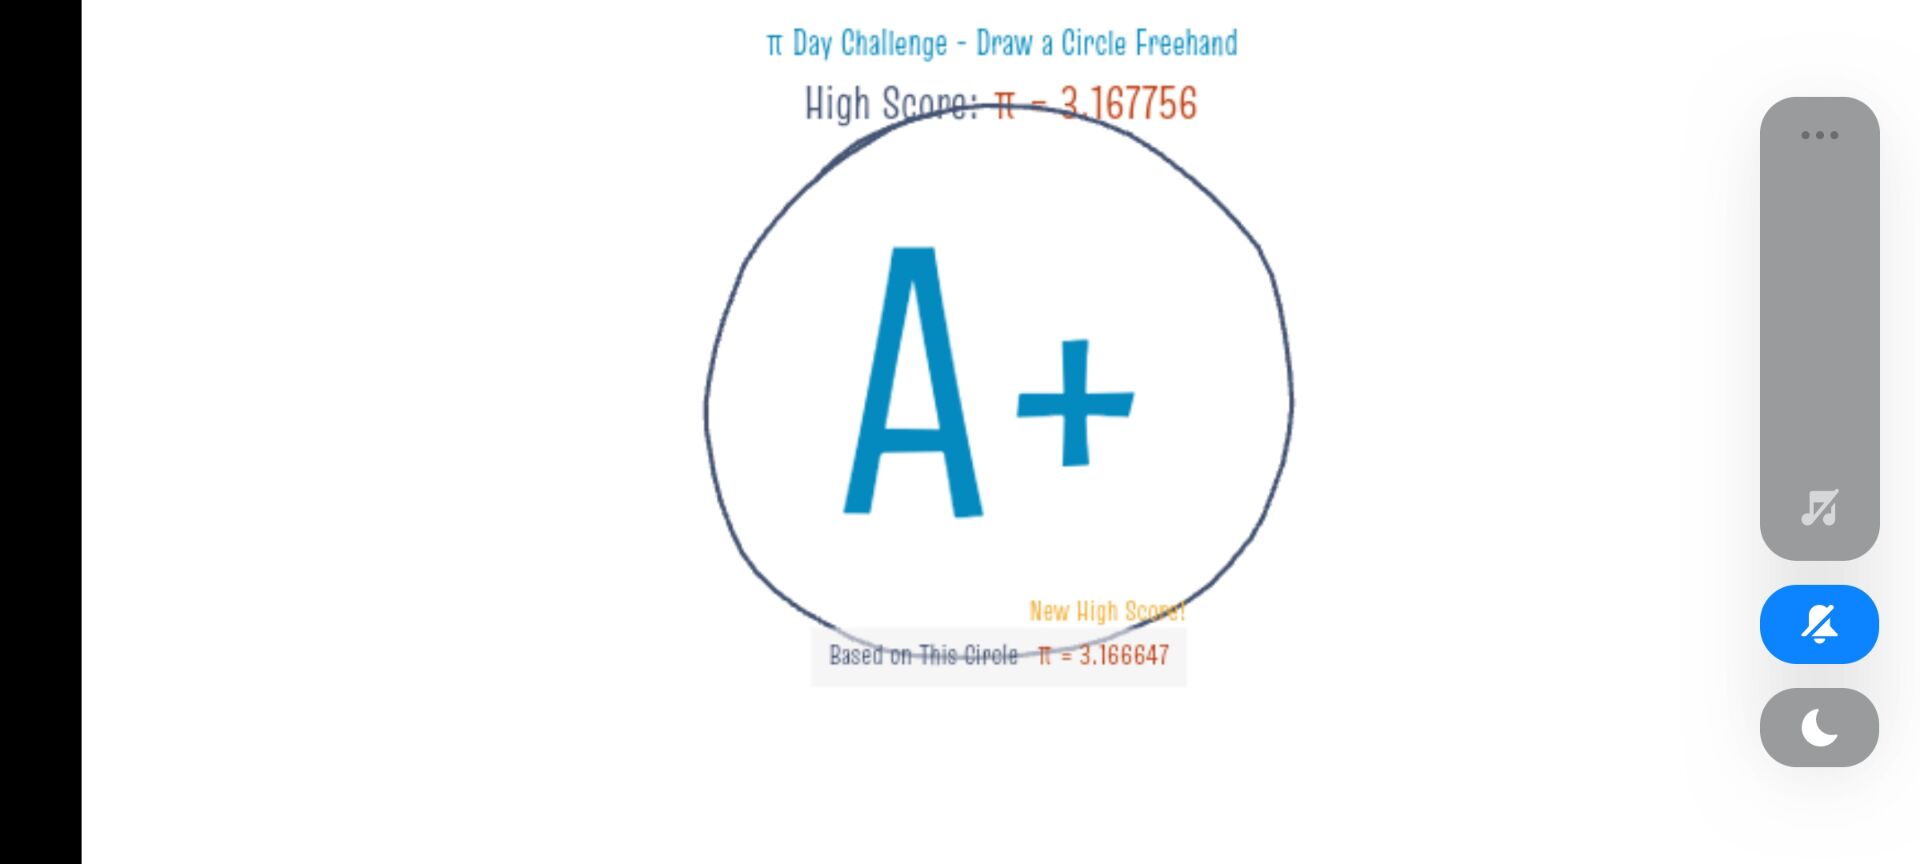 π Day Challenge - Draw a Circle Freehand
High Score: π = 3.167756
A+
New High Score!
Based on This Circle π = 3.166647